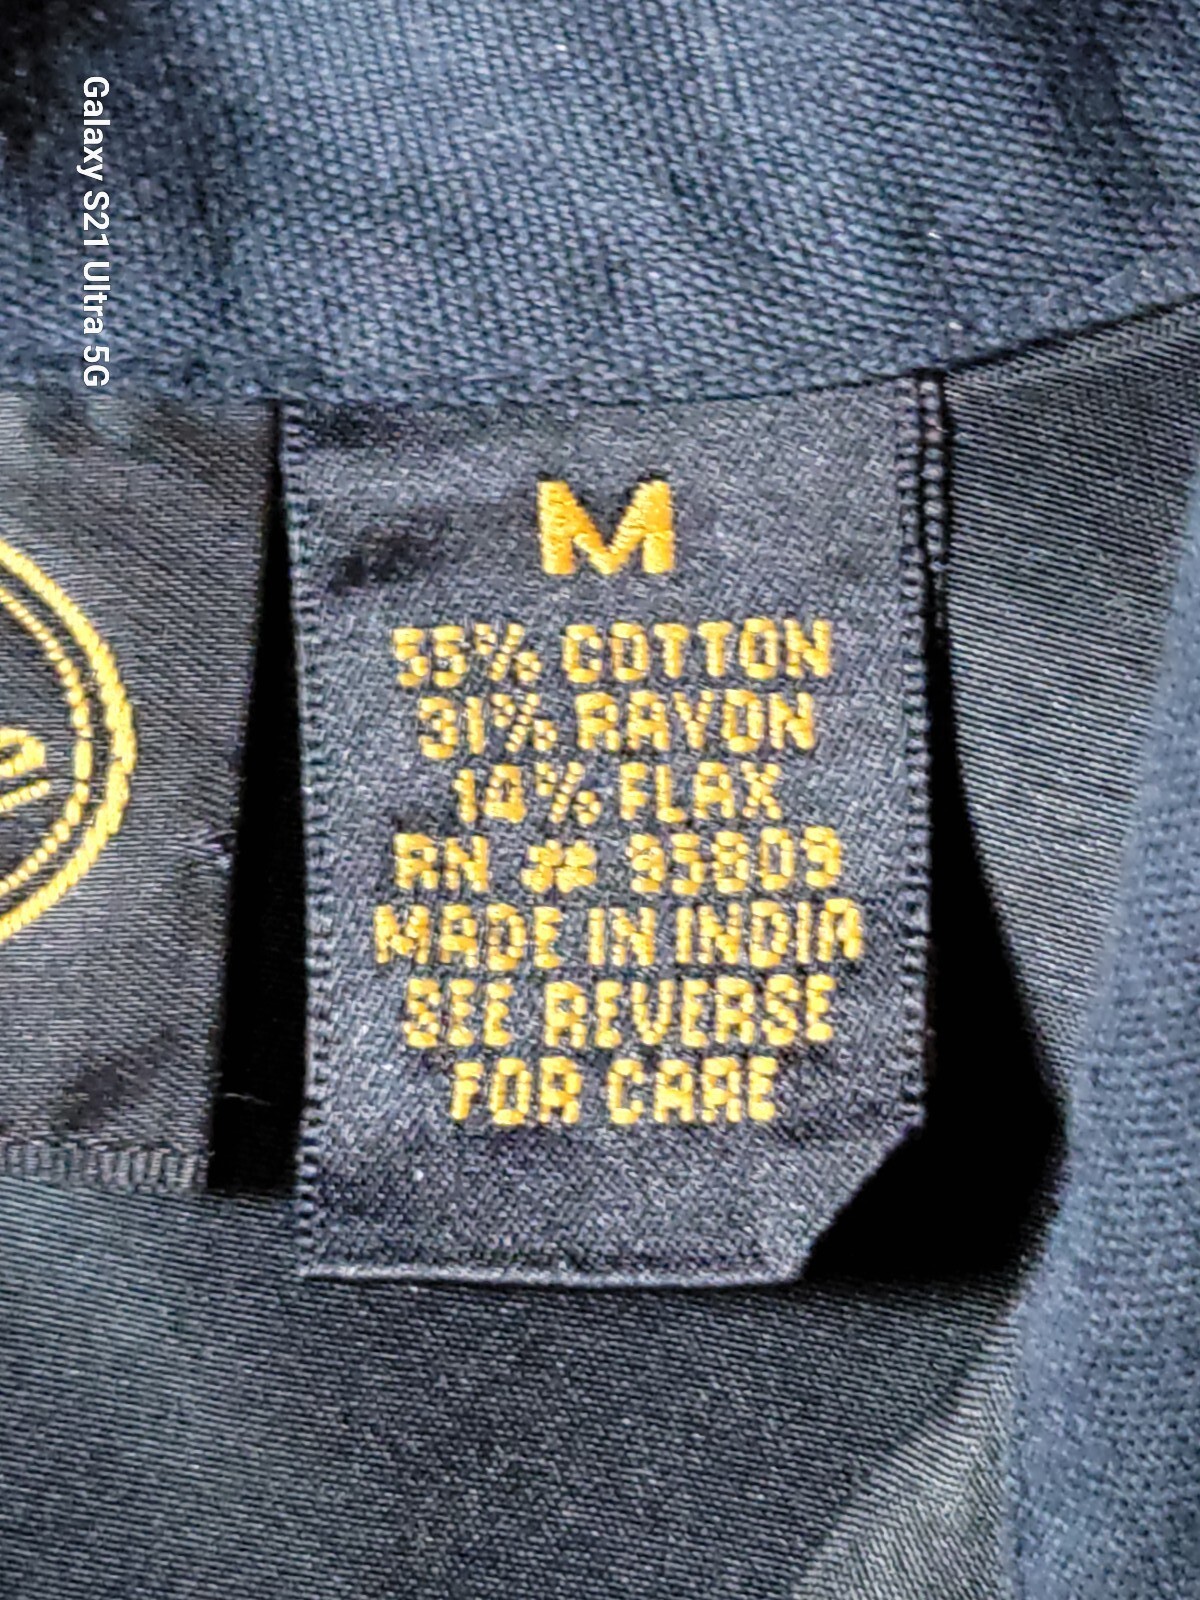 Galaxy S21 Ultra 5G
M
55% COTTON
31% RAYON
14% FLAX
RN # 95809
MADE IN INDIA
SEE REVERSE
FOR CARE